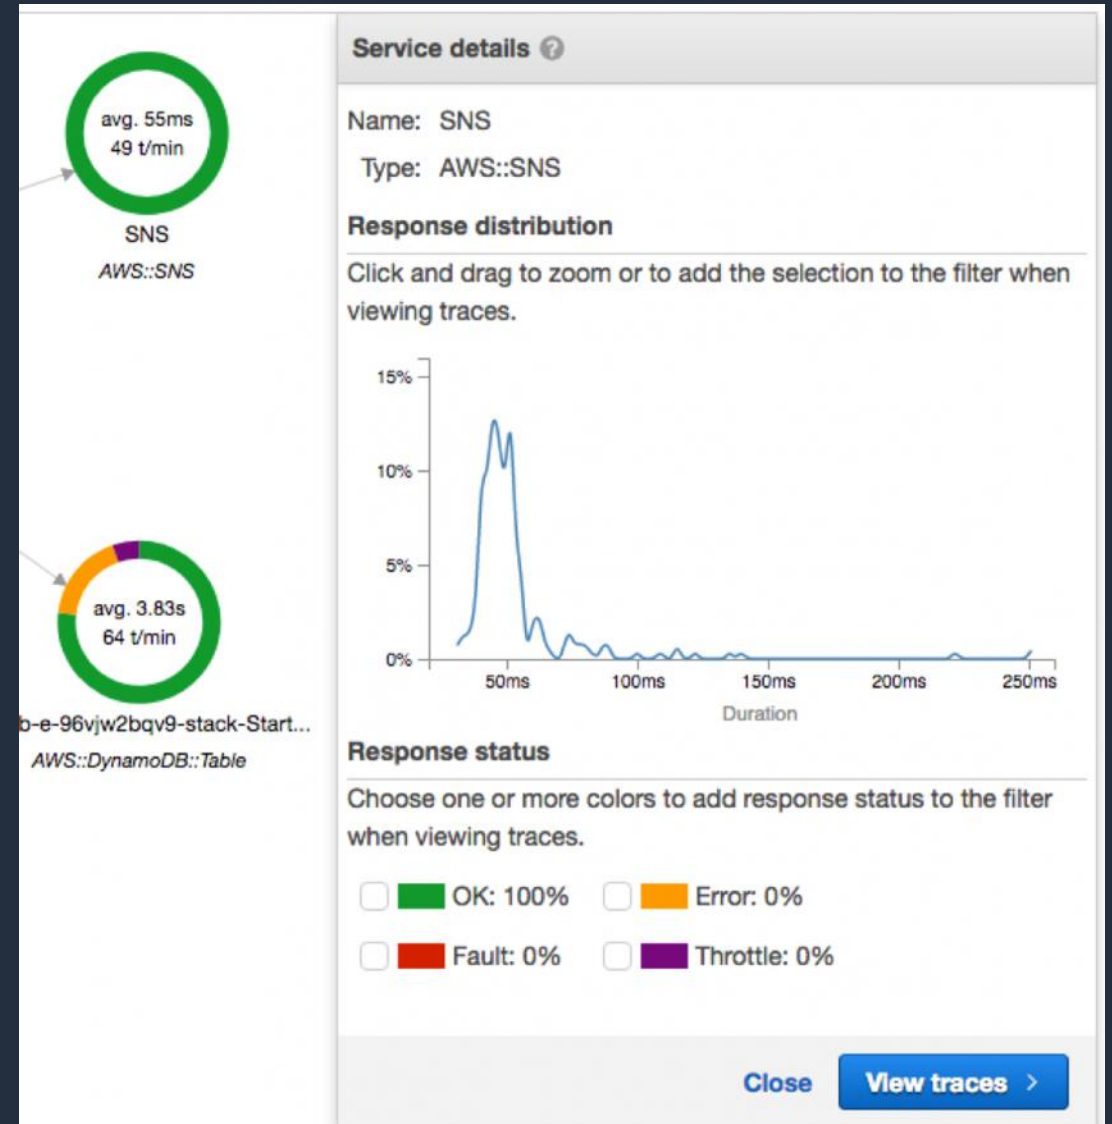 avg. 55ms
49 t/min
SNS
AWS::SNS
avg. 3.83s
64 t/min
b-e-96vjw2bqv9-stack-Start...
AWS::DynamoDB::Table
Service details ?
Name: SNS
Type: AWS::SNS
Response distribution
Click and drag to zoom or to add the selection to the filter when
viewing traces.
15%
10%
5%
0%
50ms 100ms 150ms 200ms 250ms
Duration
Response status
Choose one or more colors to add response status to the filter
when viewing traces.
OK: 100% Error: 0%
Fault: 0% Throttle: 0%
Close View traces >